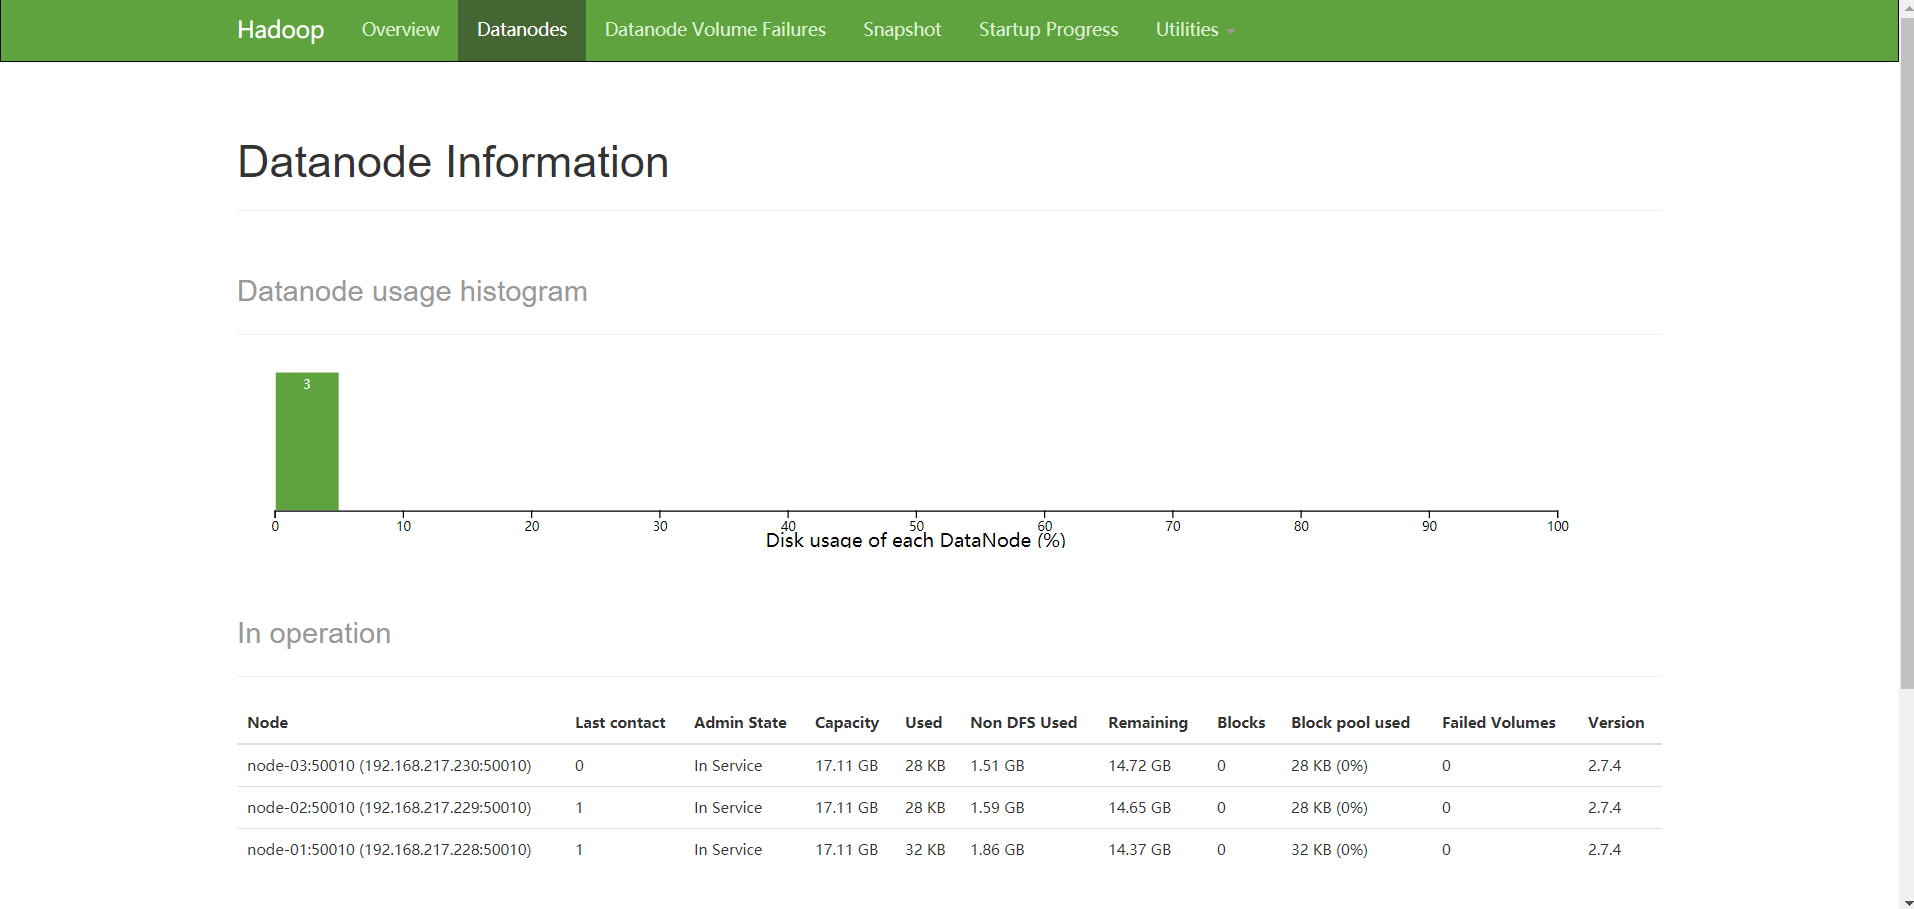 Hadoop Overview Datanodes Datanode Volume Failures Snapshot Startup Progress Utilities
Datanode Information
Datanode usage histogram
3
0 10 20 30 40 50 60 70 80 90 100
Disk usage of each DataNode (%)
In operation
Node Last contact Admin State Capacity Used Non DFS Used Remaining Blocks Block pool used Failed Volumes Version
node-03:50010 (192.168.217.230:50010) 0 In Service 17.11 GB 28 KB 1.51 GB 14.72 GB 0 28 KB (0%) 0 2.7.4
node-02:50010 (192.168.217.229:50010) 1 In Service 17.11 GB 28 KB 1.59 GB 14.65 GB 0 28 KB (0%) 0 2.7.4
node-01:50010 (192.168.217.228:50010) 1 In Service 17.11 GB 32 KB 1.86 GB 14.37 GB 0 32 KB (0%) 0 2.7.4